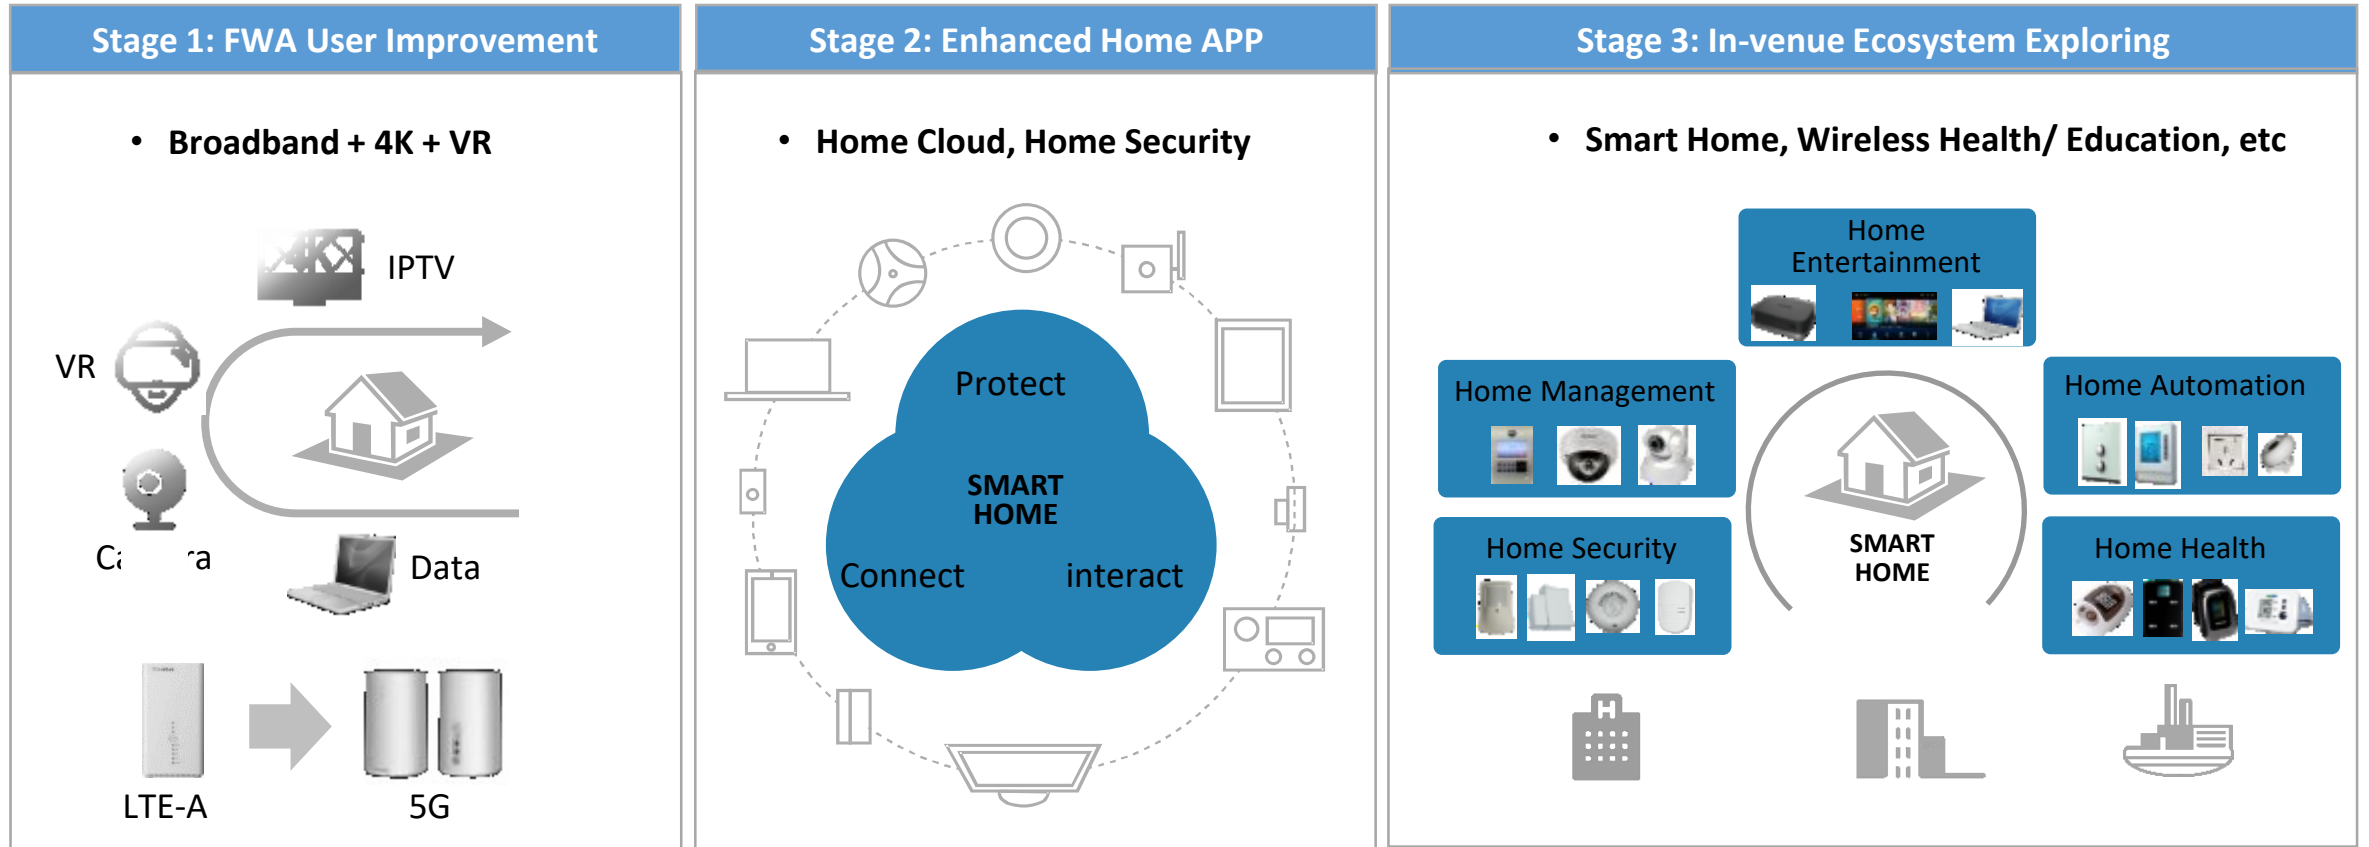 Stage 1: FWA User Improvement
• Broadband + 4K + VR
IPTV
VR
Data
LTE-A
5G
Stage 2: Enhanced Home APP
• Home Cloud, Home Security
Protect
SMART
HOME
Connect
interact
Stage 3: In-venue Ecosystem Exploring
• Smart Home, Wireless Health/ Education, etc
Home
Entertainment
Home Management
Home Automation
Home Security
SMART
HOME
Home Health
H